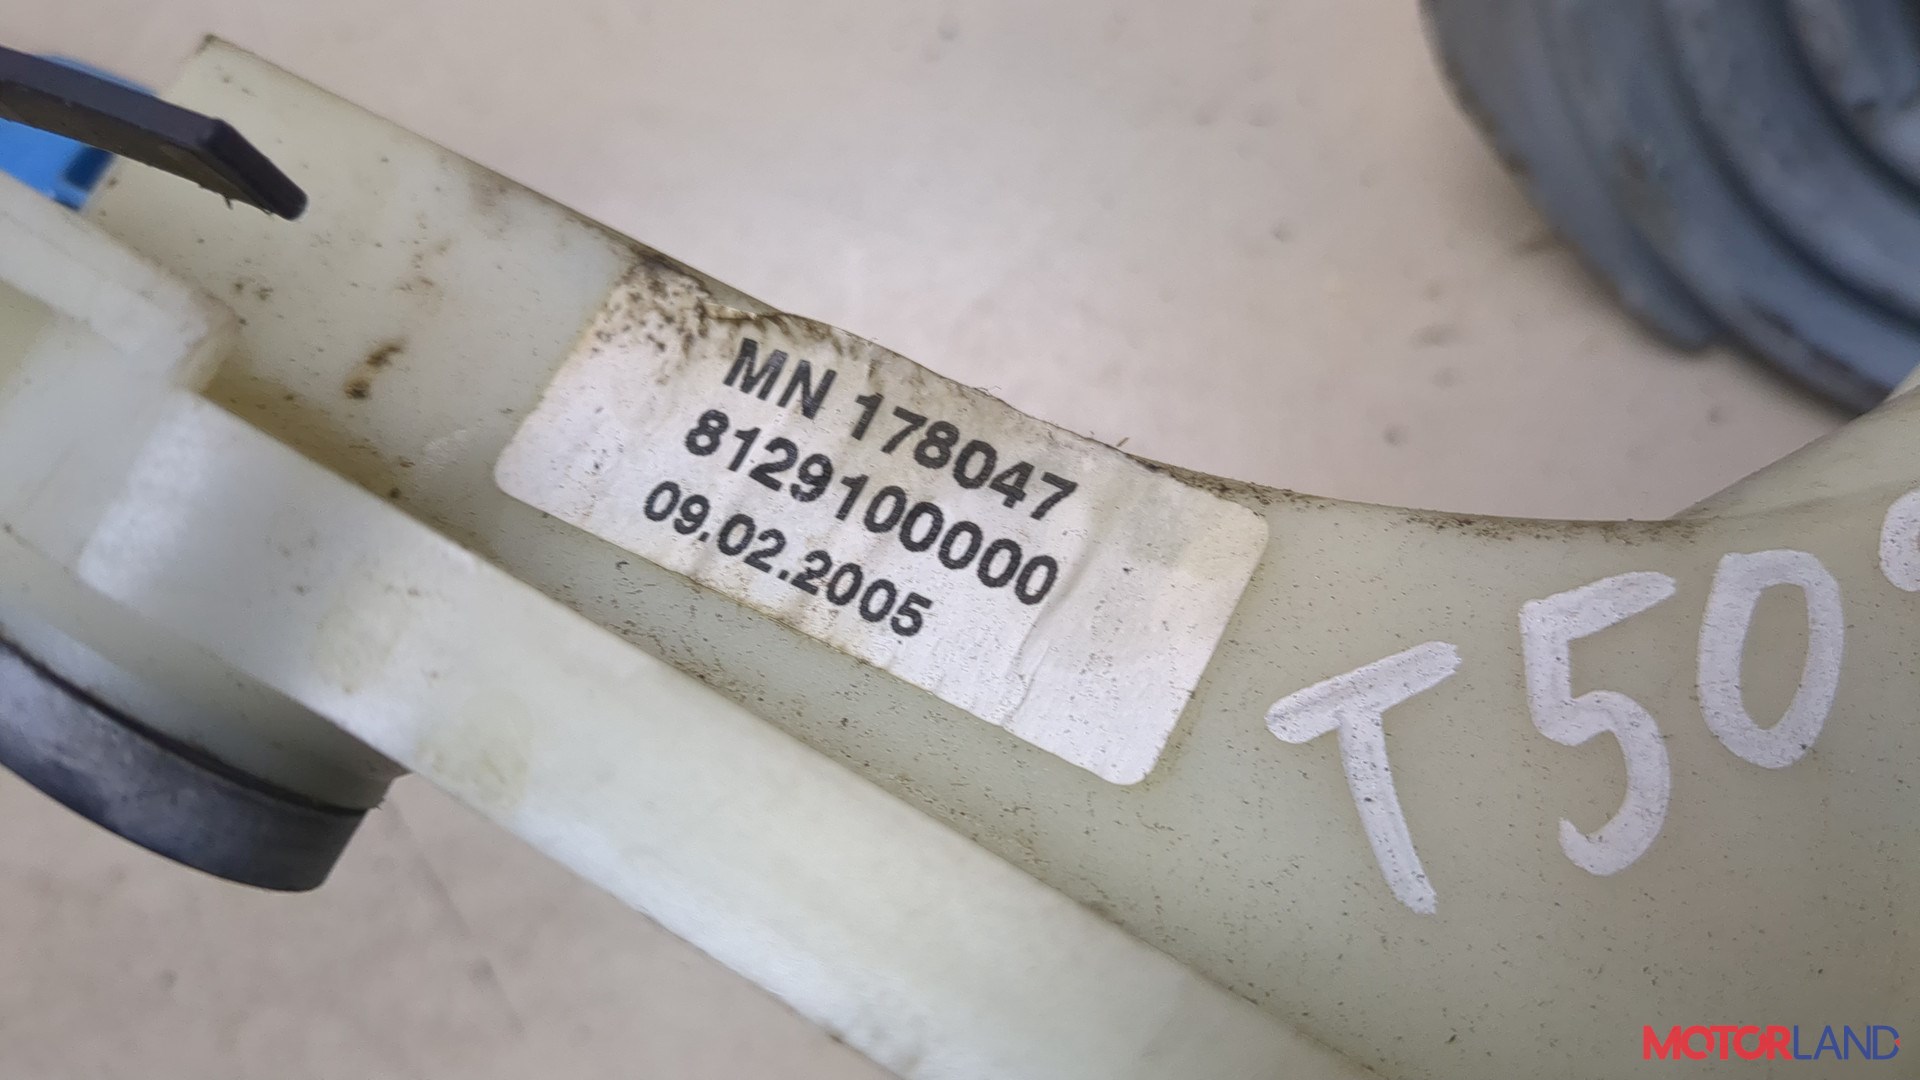 MN 178047
8129100000
09.02.2005
T50
MOTORLAND